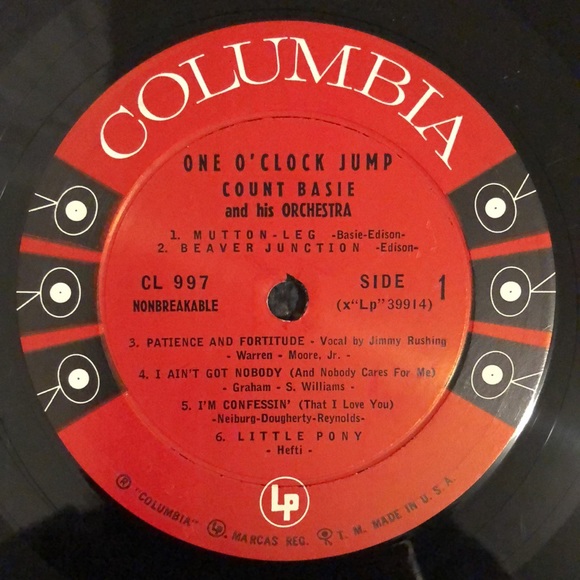 COLUMBIA
ONE O'CLOCK JUMP
COUNT BASIE
and his ORCHESTRA
1. MUTTON-LEG -Basie-Edison-
2. BEAVER JUNCTION -Edison-
CL 997
NONBREAKABLE
SIDE 1
(x"Lp"39914)
3. PATIENCE AND FORTITUDE - Vocal by Jimmy Rushing
- Warren - Moore, Jr. -
4. I AIN'T GOT NOBODY (And Nobody Cares For Me)
- Graham - S. Williams -
5. I'M CONFESSIN' (That I Love You)
-Neiburg-Dougherty-Reynolds-
6. LITTLE PONY
- Hefti -
Lp
® "COLUMBIA" Lp MARCAS REG. T. M. MADE IN U.S.A.